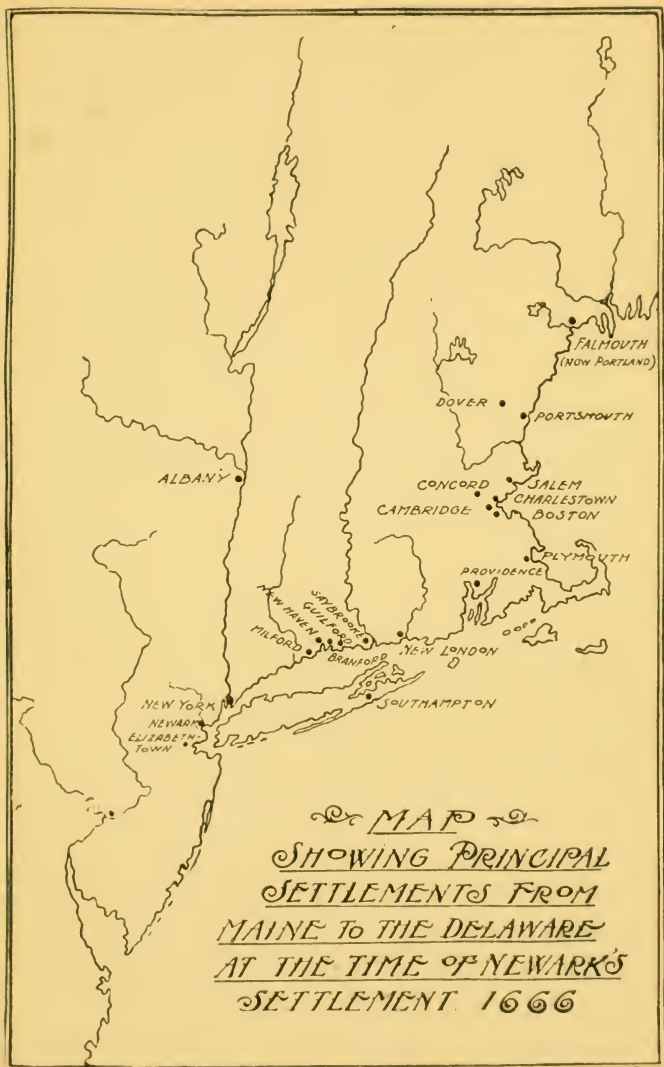 FALMOUTH
(NOW PORTLAND)
DOVER
PORTSMOUTH
ALBANY
CONCORD
SALEM
CHARLESTOWN
CAMBRIDGE
BOSTON
PLYMOUTH
PROVIDENCE
SAYBROOKE
GUILFORD
NEW HAVEN
MILFORD
BRANFORD
NEW LONDON
NEW YORK
SOUTHAMPTON
NEWARK
ELIZABETH-
TOWN
MAP
SHOWING PRINCIPAL
SETTLEMENTS FROM
MAINE TO THE DELAWARE
AT THE TIME OF NEWARK'S
SETTLEMENT 1666